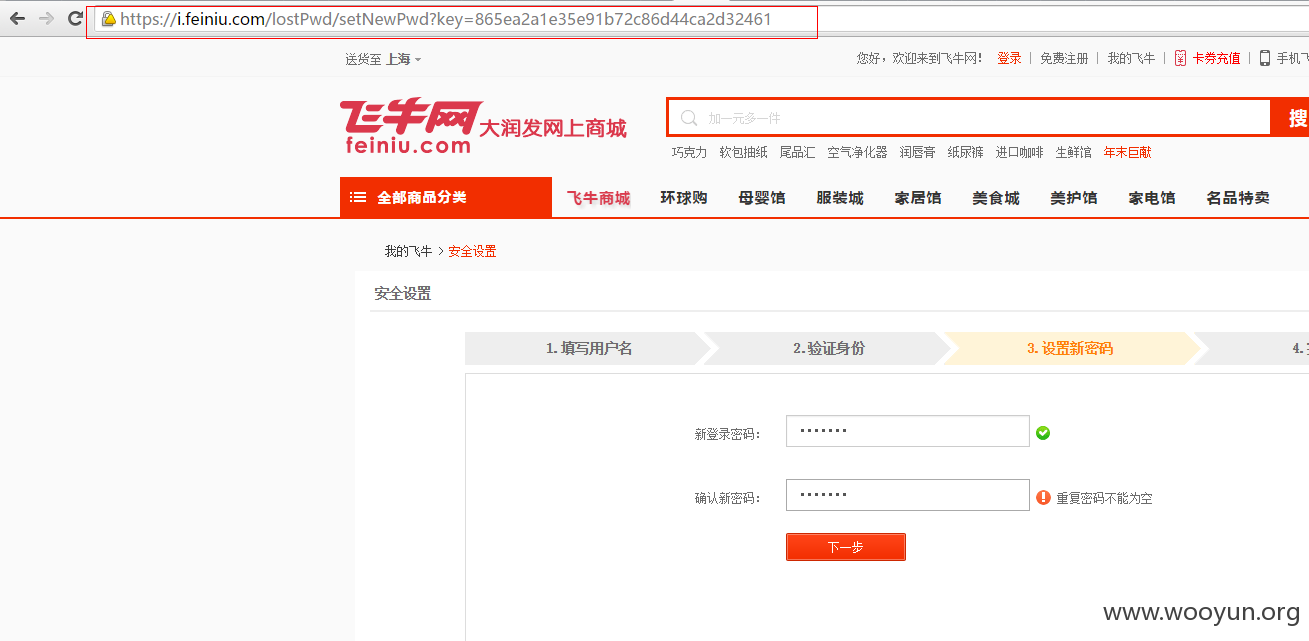 https://i.feiniu.com/lostPwd/setNewPwd?key=865ea2a1e35e91b72c86d44ca2d32461
送货至 上海
您好，欢迎来到飞牛网！ 登录 | 免费注册 | 我的飞牛 | 卡券充值 | 手机飞
飞牛网 大润发网上商城
feiniu.com
加一元多一件
搜
巧克力 软包抽纸 尾品汇 空气净化器 润唇膏 纸尿裤 进口咖啡 生鲜馆 年末巨献
全部商品分类 飞牛商城 环球购 母婴馆 服装城 家居馆 美食城 美护馆 家电馆 名品特卖
我的飞牛 > 安全设置
安全设置
1.填写用户名 2.验证身份 3.设置新密码 4.
新登录密码：
确认新密码： 重复密码不能为空
下一步
www.wooyun.org